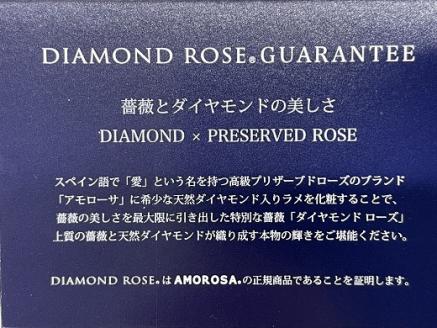 DIAMOND ROSE® GUARANTEE
薔薇とダイヤモンドの美しさ
DIAMOND × PRESERVED ROSE
スペイン語で「愛」という名を持つ高級プリザーブドローズのブランド
「アモローサ」に希少な天然ダイヤモンド入りラメを化粧することで、
薔薇の美しさを最大限に引き出した特別な薔薇「ダイヤモンド ローズ」
上質の薔薇と天然ダイヤモンドが織り成す本物の輝きをご堪能ください。
DIAMOND ROSE® は AMOROSA® の正規商品であることを証明します。